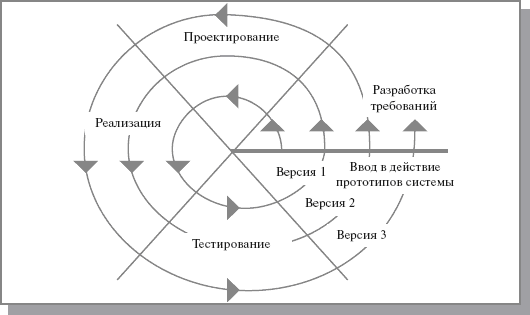 Проектирование
Разработка
требований
Реализация
Версия 1
Ввод в действие
прототипов системы
Версия 2
Версия 3
Тестирование